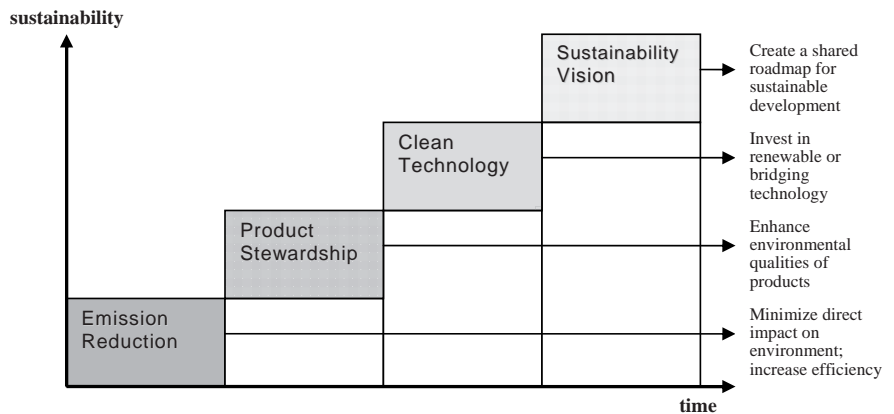 sustainability
Sustainability
Vision
Create a shared
roadmap for
sustainable
development
Clean
Technology
Invest in
renewable or
bridging
technology
Product
Stewardship
Enhance
environmental
qualities of
products
Emission
Reduction
Minimize direct
impact on
environment;
increase efficiency
time